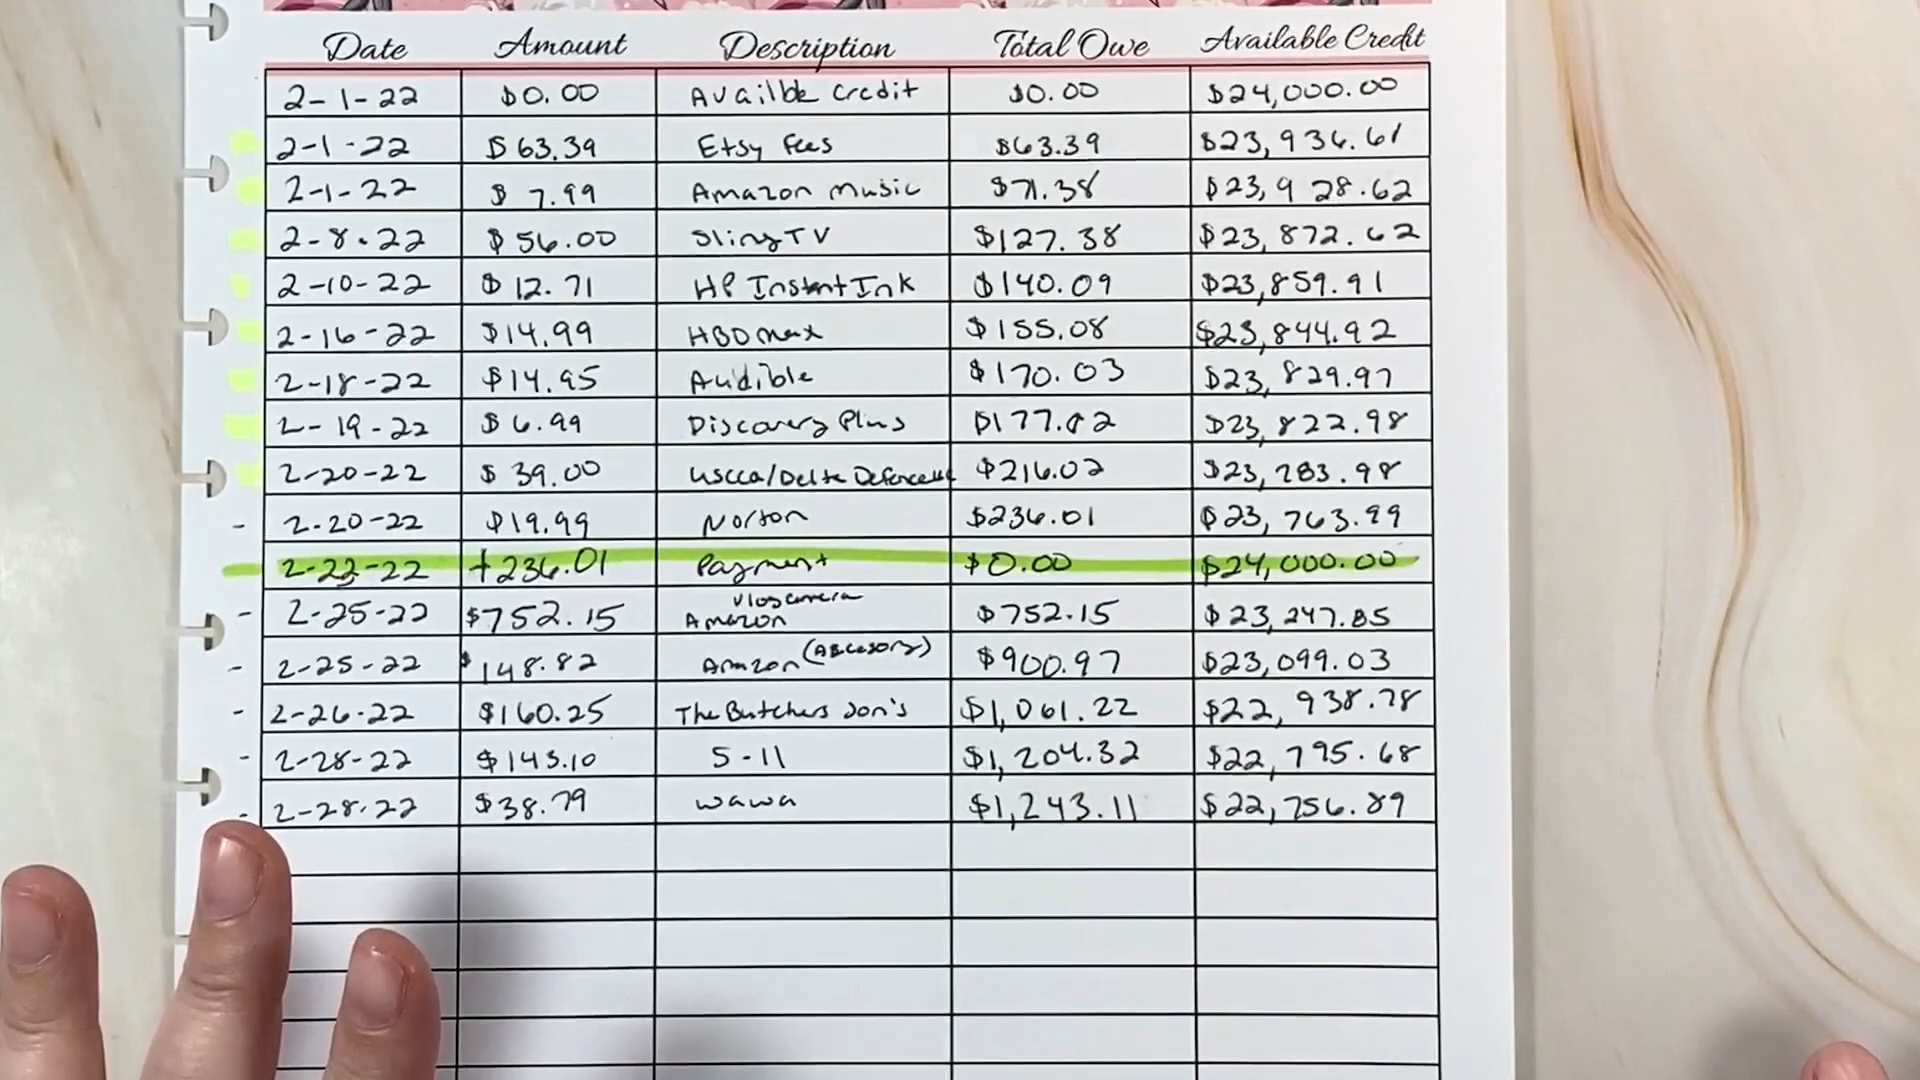 Date Amount Description Total Owe Available Credit
2-1-22 $0.00 Availble credit $0.00 $24,000.00
2-1-22 $63.39 Etsy Fees $63.39 $23,936.61
2-1-22 $7.99 Amazon music $71.38 $23,928.62
2-8-22 $56.00 Sling TV $127.38 $23,872.62
2-10-22 $12.71 HP Instant Ink $140.09 $23,859.91
2-16-22 $14.99 HBO max $155.08 $23,844.92
2-18-22 $14.95 Audible $170.03 $23,829.97
2-19-22 $6.99 Discovery Plus $177.02 $23,822.98
2-20-22 $39.00 uscca/Delta Defence $216.02 $23,783.98
2-20-22 $19.99 Norton $236.01 $23,763.99
2-22-22 +236.01 Payment $0.00 $24,000.00
2-25-22 $752.15 Vlog camera Amazon $752.15 $23,247.85
2-25-22 $148.82 Amazon (Abcesory) $900.97 $23,099.03
2-26-22 $160.25 The Butchers Son's $1,061.22 $22,938.78
2-28-22 $143.10 5-11 $1,204.32 $22,795.68
2-28-22 $38.79 wawa $1,243.11 $22,756.89